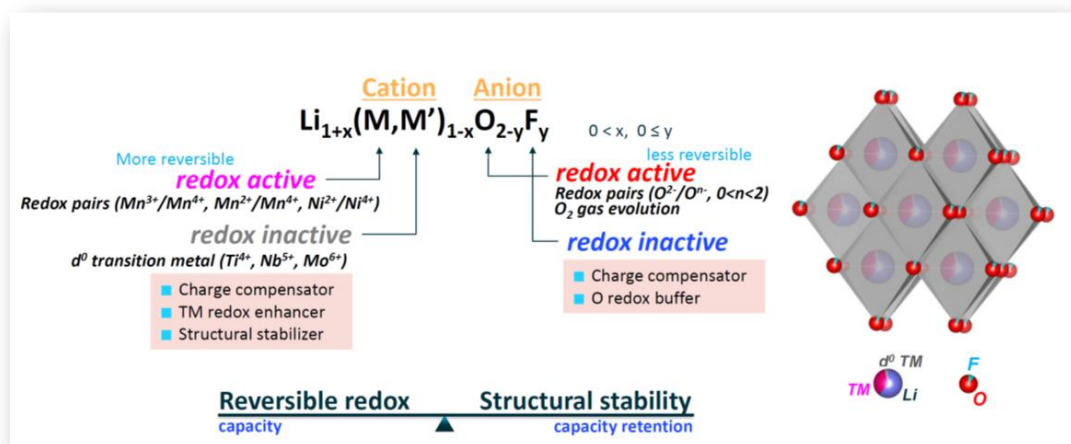 Cation Anion
Li₁₊ₓ(M,M’)₁₋ₓO₂₋yFy 0 < x, 0 ≤ y
More reversible
less reversible
redox active
Redox pairs (Mn³⁺/Mn⁴⁺, Mn²⁺/Mn⁴⁺, Ni²⁺/Ni⁴⁺)
redox inactive
d⁰ transition metal (Ti⁴⁺, Nb⁵⁺, Mo⁶⁺)
Charge compensator
TM redox enhancer
Structural stabilizer
redox active
Redox pairs (O²⁻/Oⁿ⁻, 0<n<2)
O₂ gas evolution
redox inactive
Charge compensator
O redox buffer
d⁰ TM
TM
Li
F
O
Reversible redox Structural stability
capacity capacity retention